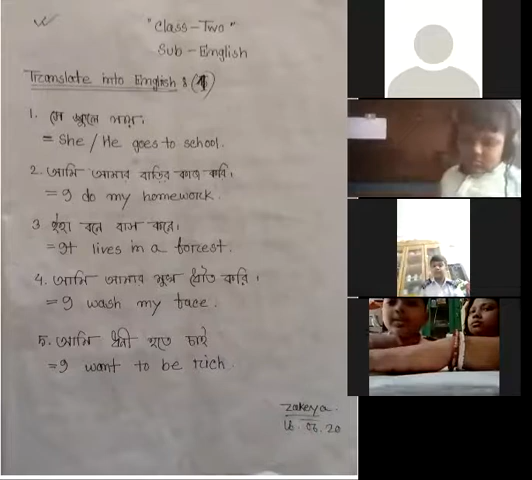 "Class-Two"
Sub-English
Translate into English :
1. সে স্কুলে যায়।
= She / He goes to school.
2. আমি আমার বাড়ির কাজ করি।
= I do my homework.
3 ইহা বনে বাস করে।
= It lives in a forest.
4. আমি আমার মুখ ধৌত করি।
= I wash my face.
৫. আমি ধনী হতে চাই
= I want to be rich.
Zakeya.
16. 06. 20